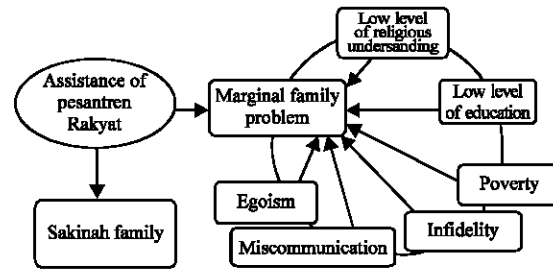 Low level
of religious
undersanding
Assistance of
pesantren
Rakyat
Marginal family
problem
Low level
of education
Poverty
Egoism
Infidelity
Sakinah family
Miscommunication